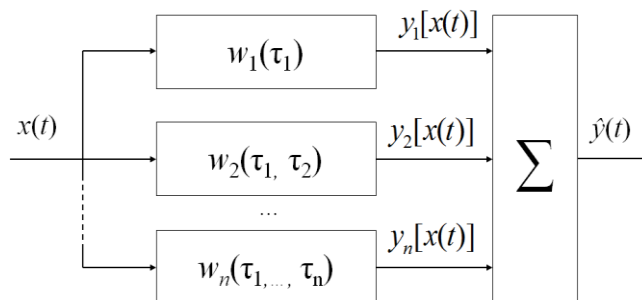 w₁(τ₁)
y₁[x(t)]
x(t)
w₂(τ₁, τ₂)
y₂[x(t)]
∑
ŷ(t)
...
wₙ(τ₁,..., τₙ)
yₙ[x(t)]